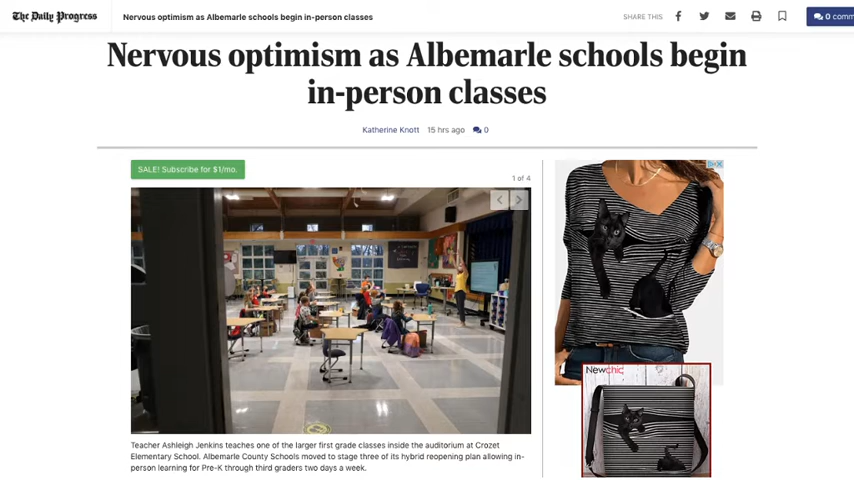 The Daily Progress
Nervous optimism as Albemarle schools begin in-person classes
SHARE THIS
0 comm
Nervous optimism as Albemarle schools begin
in-person classes
Katherine Knott 15 hrs ago 0
SALE! Subscribe for $1/mo.
1 of 4
Newchic
Teacher Ashleigh Jenkins teaches one of the larger first grade classes inside the auditorium at Crozet
Elementary School. Albemarle County Schools moved to stage three of its hybrid reopening plan allowing in-
person learning for Pre-K through third graders two days a week.